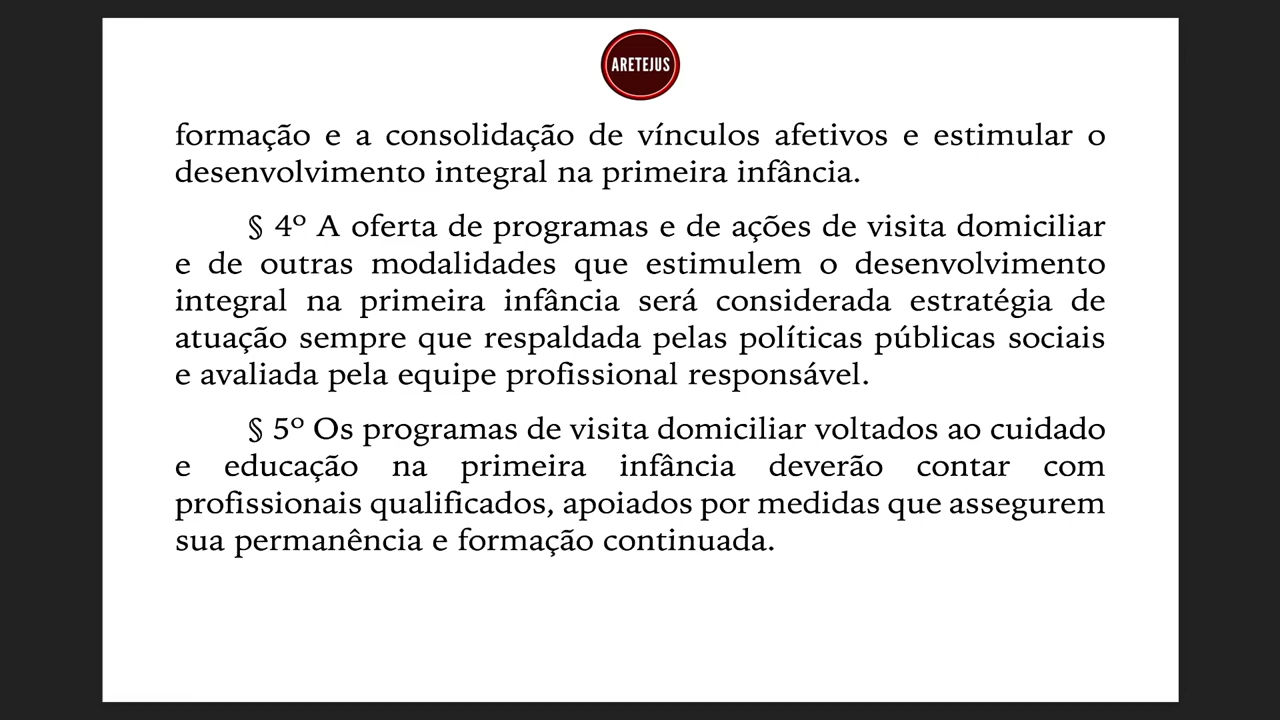 ARETEJUS
formação e a consolidação de vínculos afetivos e estimular o
desenvolvimento integral na primeira infância.
§ 4º A oferta de programas e de ações de visita domiciliar
e de outras modalidades que estimulem o desenvolvimento
integral na primeira infância será considerada estratégia de
atuação sempre que respaldada pelas políticas públicas sociais
e avaliada pela equipe profissional responsável.
§ 5º Os programas de visita domiciliar voltados ao cuidado
e educação na primeira infância deverão contar com
profissionais qualificados, apoiados por medidas que assegurem
sua permanência e formação continuada.